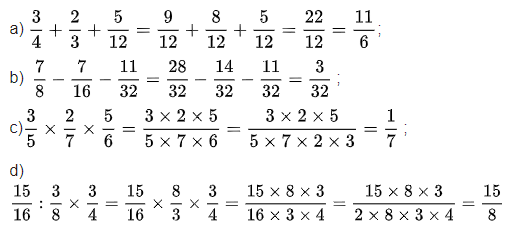 a) 3/4 + 2/3 + 5/12 = 9/12 + 8/12 + 5/12 = 22/12 = 11/6;
b) 7/8 − 7/16 − 11/32 = 28/32 − 14/32 − 11/32 = 3/32 ;
c) 3/5 × 2/7 × 5/6 = (3 × 2 × 5)/(5 × 7 × 6) = (3 × 2 × 5)/(5 × 7 × 2 × 3) = 1/7 ;
d)
15/16 : 3/8 × 3/4 = 15/16 × 8/3 × 3/4 = (15 × 8 × 3)/(16 × 3 × 4) = (15 × 8 × 3)/(2 × 8 × 3 × 4) = 15/8